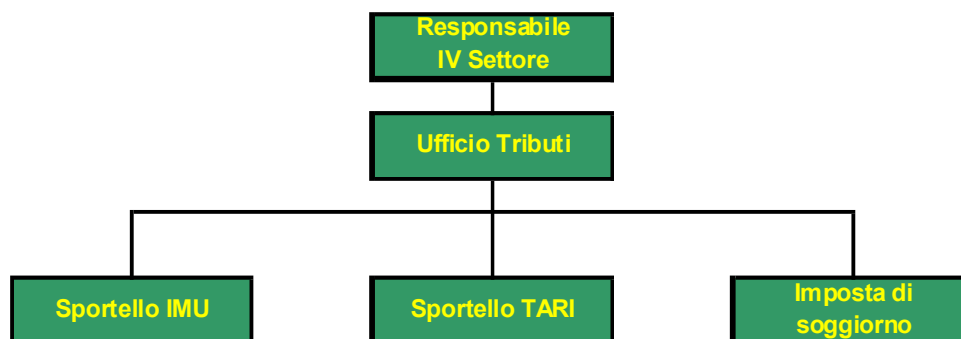 Responsabile
IV Settore
Ufficio Tributi
Sportello IMU
Sportello TARI
Imposta di
soggiorno